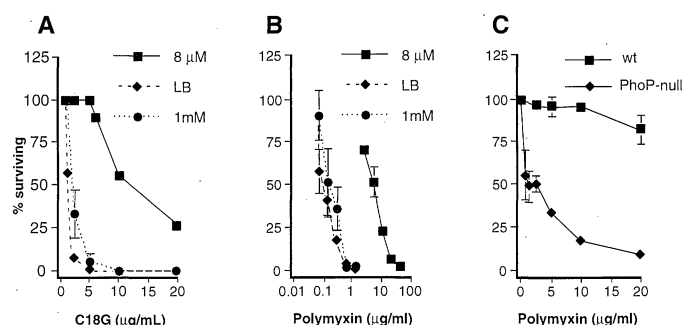 A
B
C
125
100
75
50
25
0
% surviving
8 μM
LB
1mM
0 5 10 15 20
C18G (μg/mL)
125
100
75
50
25
0
8 μM
LB
1mM
0.01 0.1 1 10 100
Polymyxin (μg/ml)
125
100
75
50
25
0
wt
PhoP-null
0 5 10 15 20
Polymyxin (μg/ml)